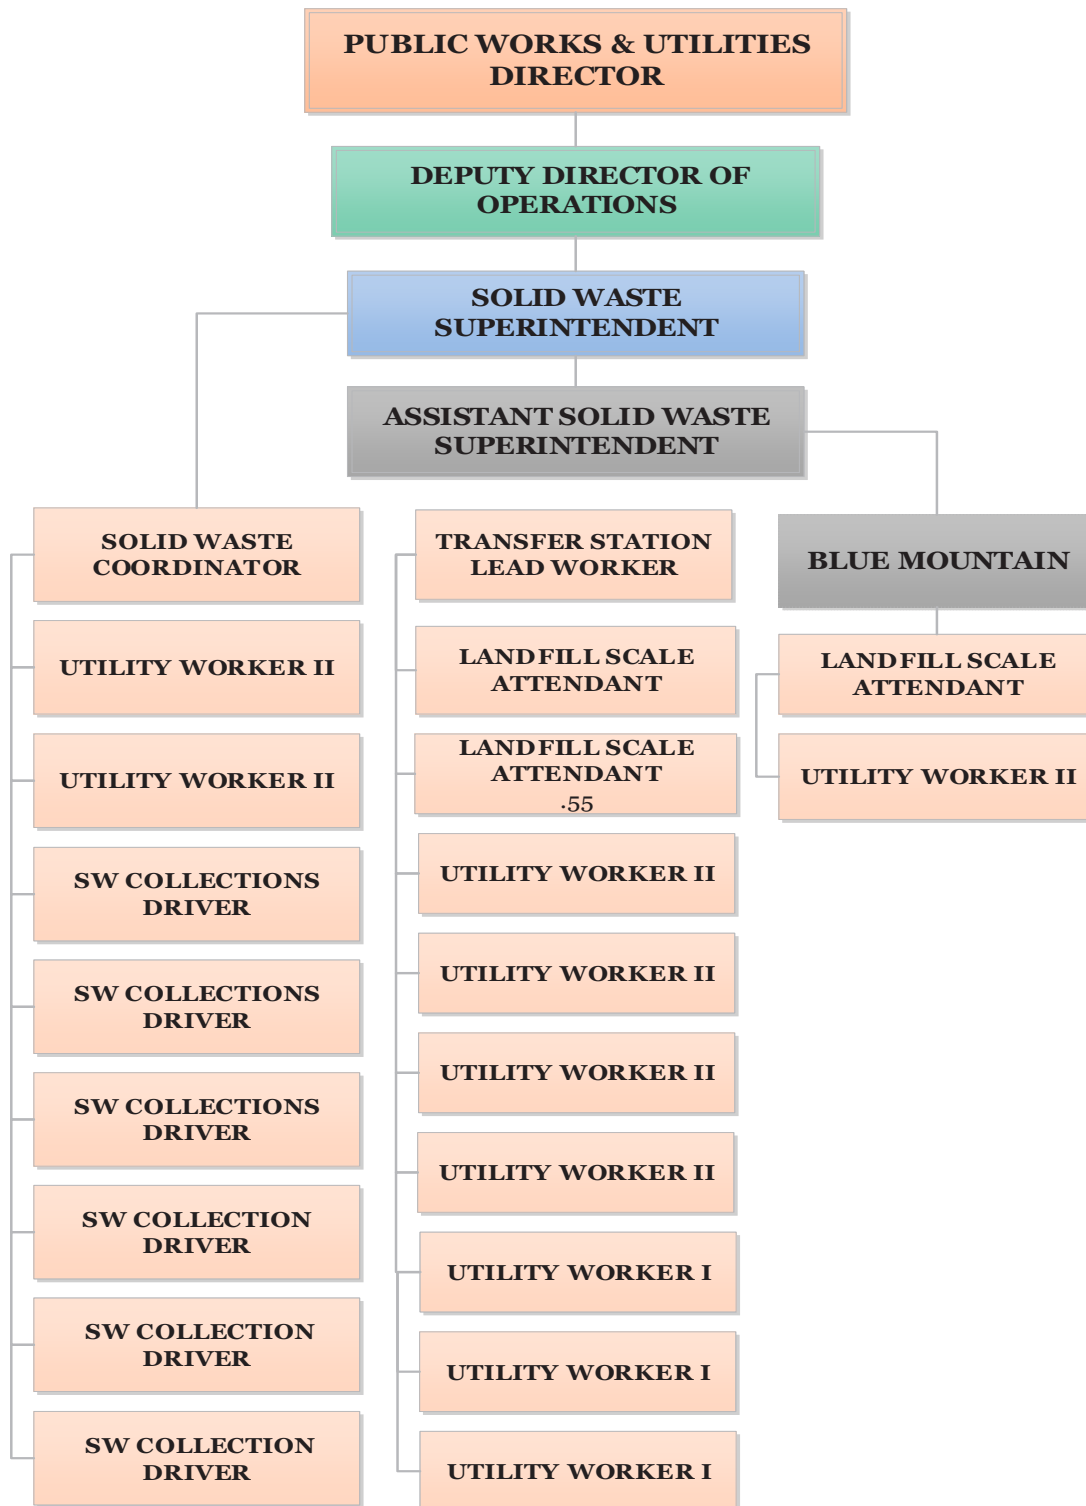 PUBLIC WORKS & UTILITIES
DIRECTOR
DEPUTY DIRECTOR OF
OPERATIONS
SOLID WASTE
SUPERINTENDENT
ASSISTANT SOLID WASTE
SUPERINTENDENT
SOLID WASTE
COORDINATOR
UTILITY WORKER II
UTILITY WORKER II
SW COLLECTIONS
DRIVER
SW COLLECTIONS
DRIVER
SW COLLECTIONS
DRIVER
SW COLLECTION
DRIVER
SW COLLECTION
DRIVER
SW COLLECTION
DRIVER
TRANSFER STATION
LEAD WORKER
LANDFILL SCALE
ATTENDANT
LANDFILL SCALE
ATTENDANT
.55
UTILITY WORKER II
UTILITY WORKER II
UTILITY WORKER II
UTILITY WORKER II
UTILITY WORKER I
UTILITY WORKER I
UTILITY WORKER I
BLUE MOUNTAIN
LANDFILL SCALE
ATTENDANT
UTILITY WORKER II